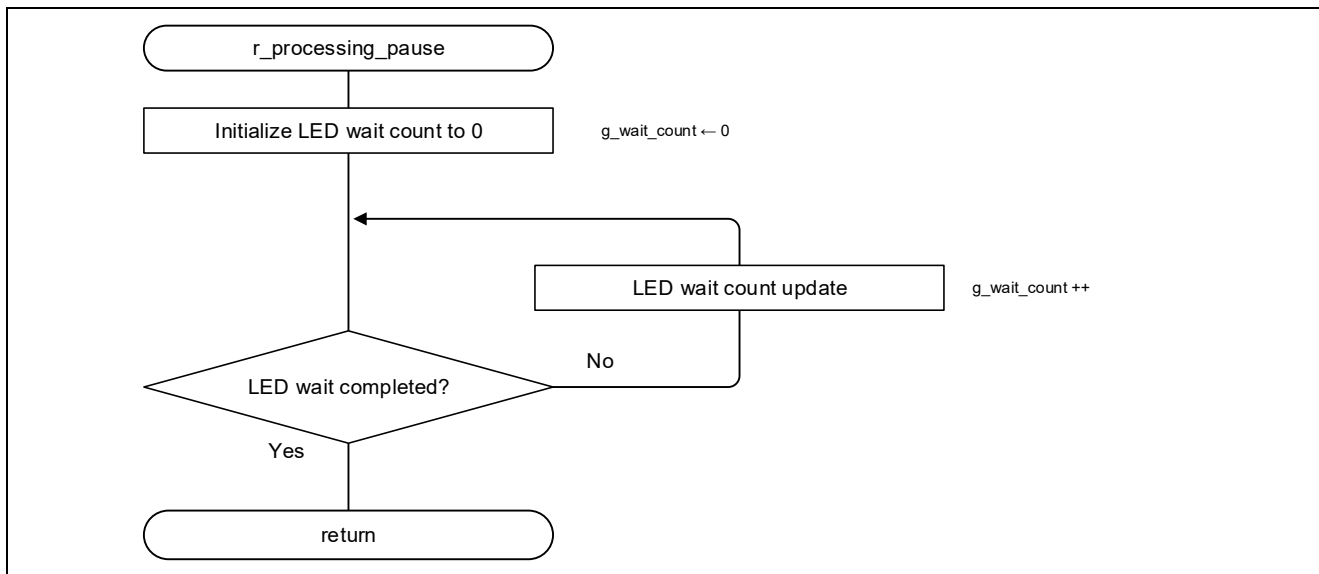 r_processing_pause
Initialize LED wait count to 0
g_wait_count ← 0
LED wait count update
g_wait_count ++
No
LED wait completed?
Yes
return